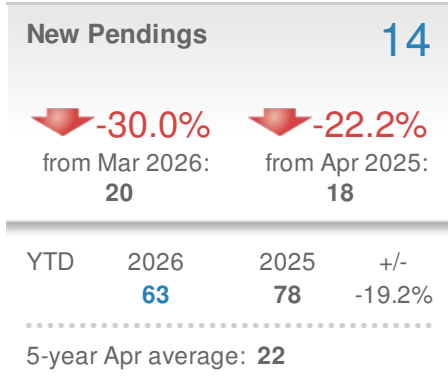 New Pendings 14
-30.0% -22.2%
from Mar 2026: from Apr 2025:
20 18
YTD 2026 2025 +/-
63 78 -19.2%
5-year Apr average: 22